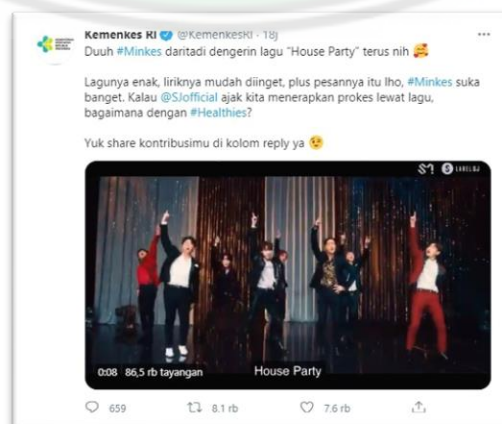 Kemenkes RI @KemenkesRI · 18j
Duuh #Minkes daritadi dengerin lagu "House Party" terus nih 🥰
Lagunya enak, liriknya mudah diinget, plus pesannya itu lho, #Minkes suka
banget. Kalau @SJofficial ajak kita menerapkan prokes lewat lagu,
bagaimana dengan #Healthies?
Yuk share kontribusimu di kolom reply ya 😉
SM LABEL SJ
0:08 86,5 rb tayangan House Party
659 8.1 rb 7.6 rb